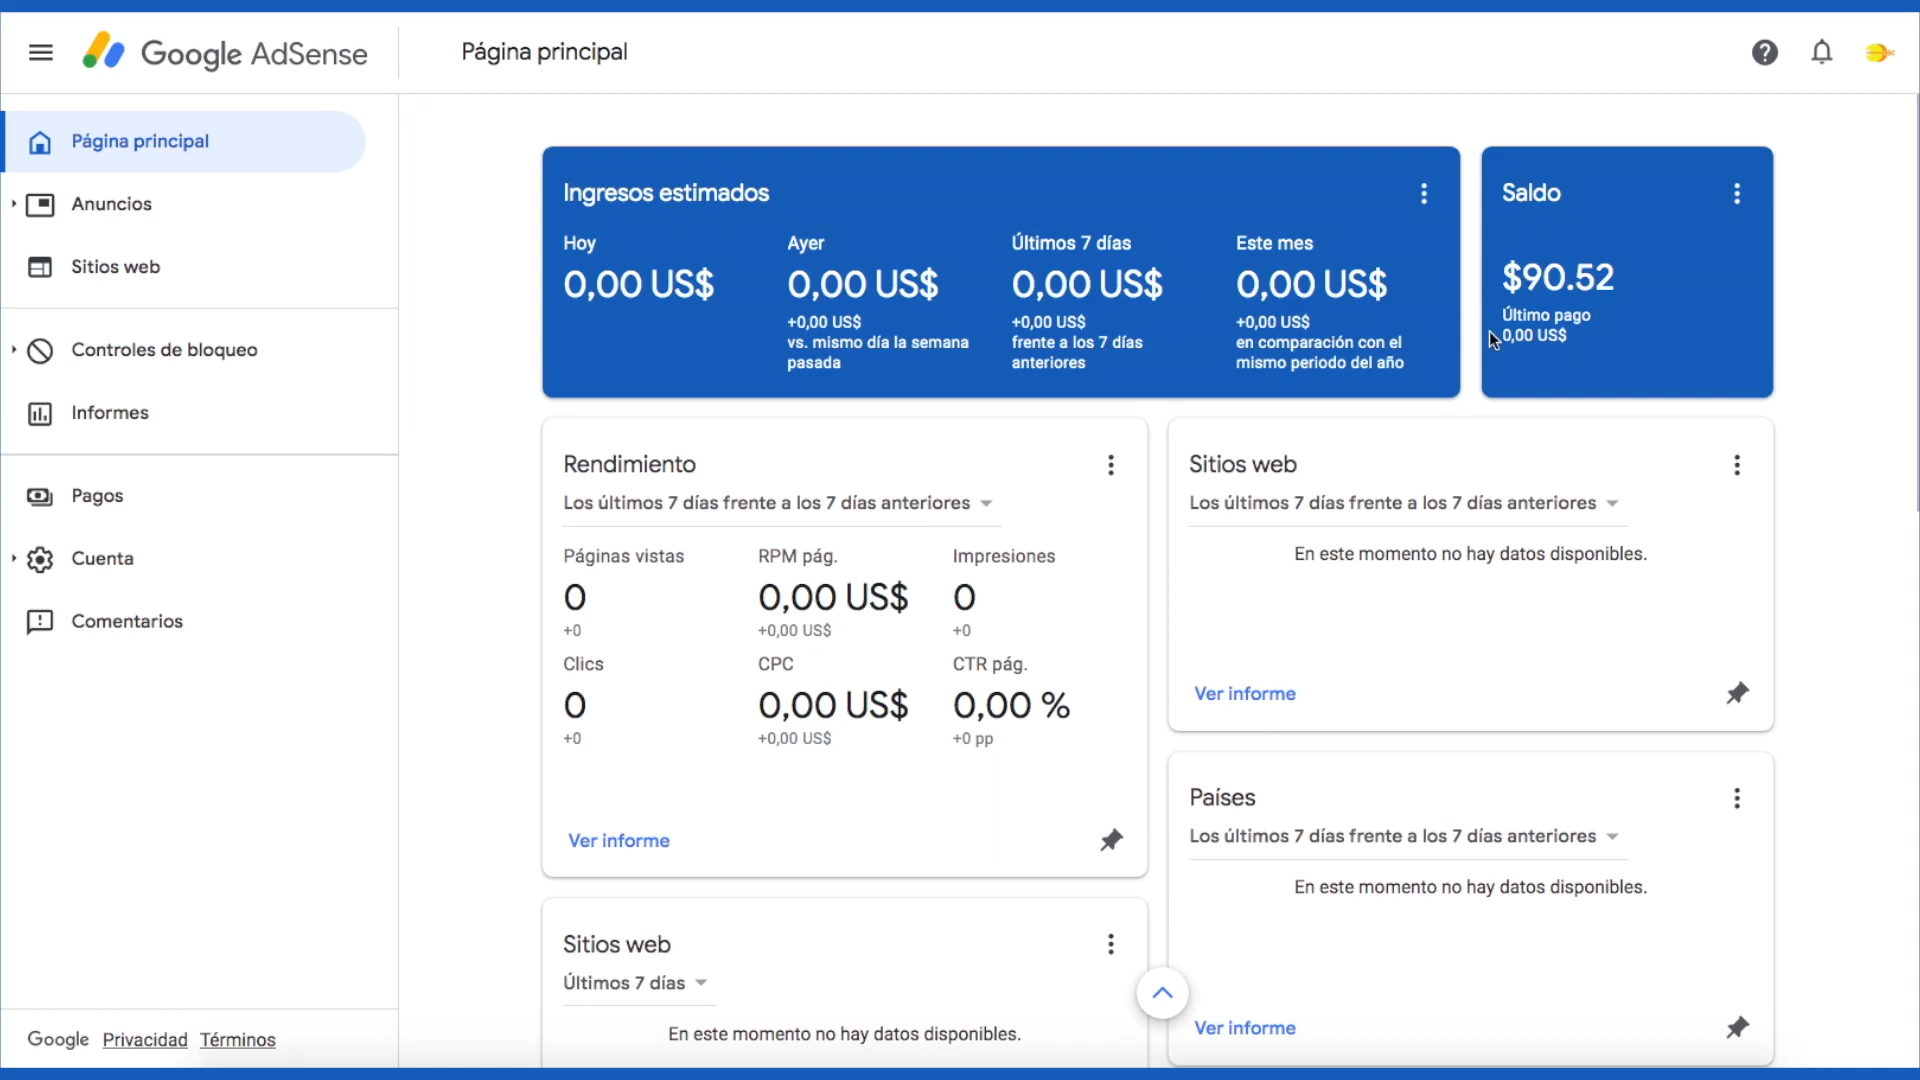 Google AdSense
Página principal
Página principal
Anuncios
Sitios web
Controles de bloqueo
Informes
Pagos
Cuenta
Comentarios
Google Privacidad Términos
Ingresos estimados
Hoy
0,00 US$
Ayer
0,00 US$
+0,00 US$
vs. mismo día la semana
pasada
Últimos 7 días
0,00 US$
+0,00 US$
frente a los 7 días
anteriores
Este mes
0,00 US$
+0,00 US$
en comparación con el
mismo periodo del año
Saldo
$90.52
Último pago
0,00 US$
Rendimiento
Los últimos 7 días frente a los 7 días anteriores
Páginas vistas
0
+0
RPM pág.
0,00 US$
+0,00 US$
Impresiones
0
+0
Clics
0
+0
CPC
0,00 US$
+0,00 US$
CTR pág.
0,00 %
+0 pp
Ver informe
Sitios web
Los últimos 7 días frente a los 7 días anteriores
En este momento no hay datos disponibles.
Ver informe
Países
Los últimos 7 días frente a los 7 días anteriores
En este momento no hay datos disponibles.
Ver informe
Sitios web
Últimos 7 días
En este momento no hay datos disponibles.